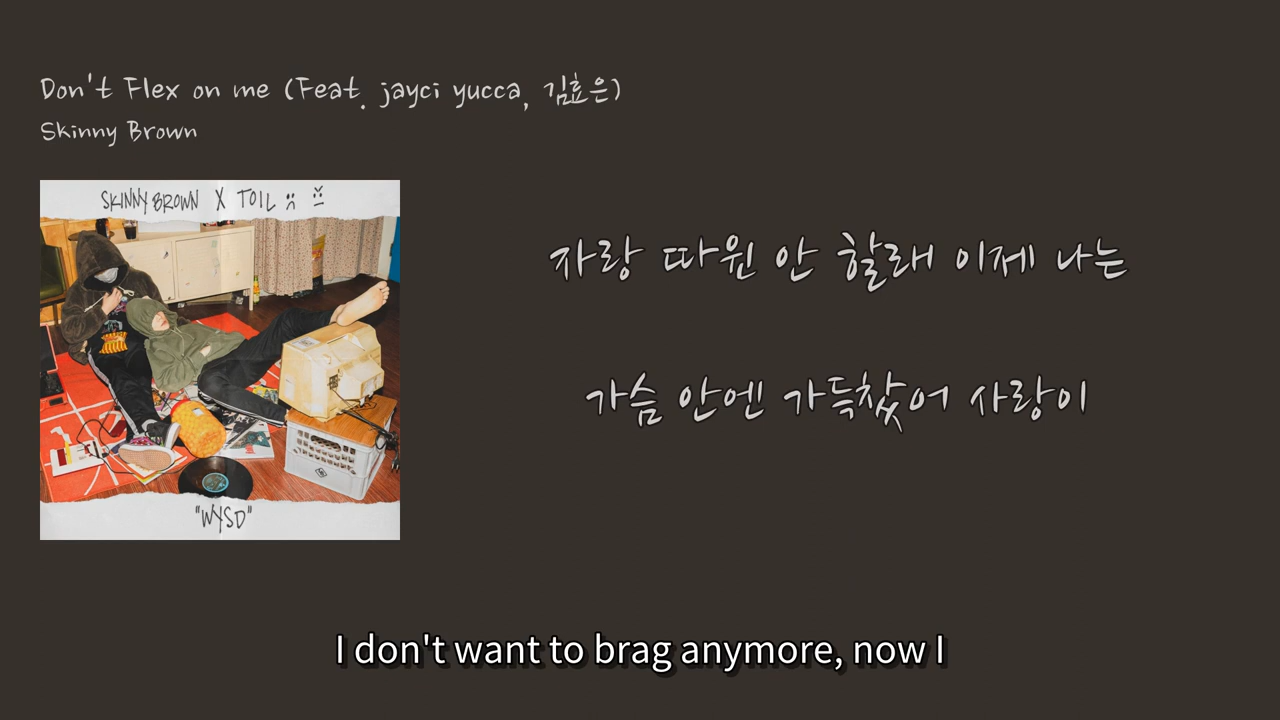 Don't Flex on me (Feat. jayci yucca, 김효은)
Skinny Brown
SKINNY BROWN X TOIL
"WYSD"
자랑 따윈 안 할래 이제 나는
가슴 안엔 가득찼어 사랑이
I don't want to brag anymore, now I